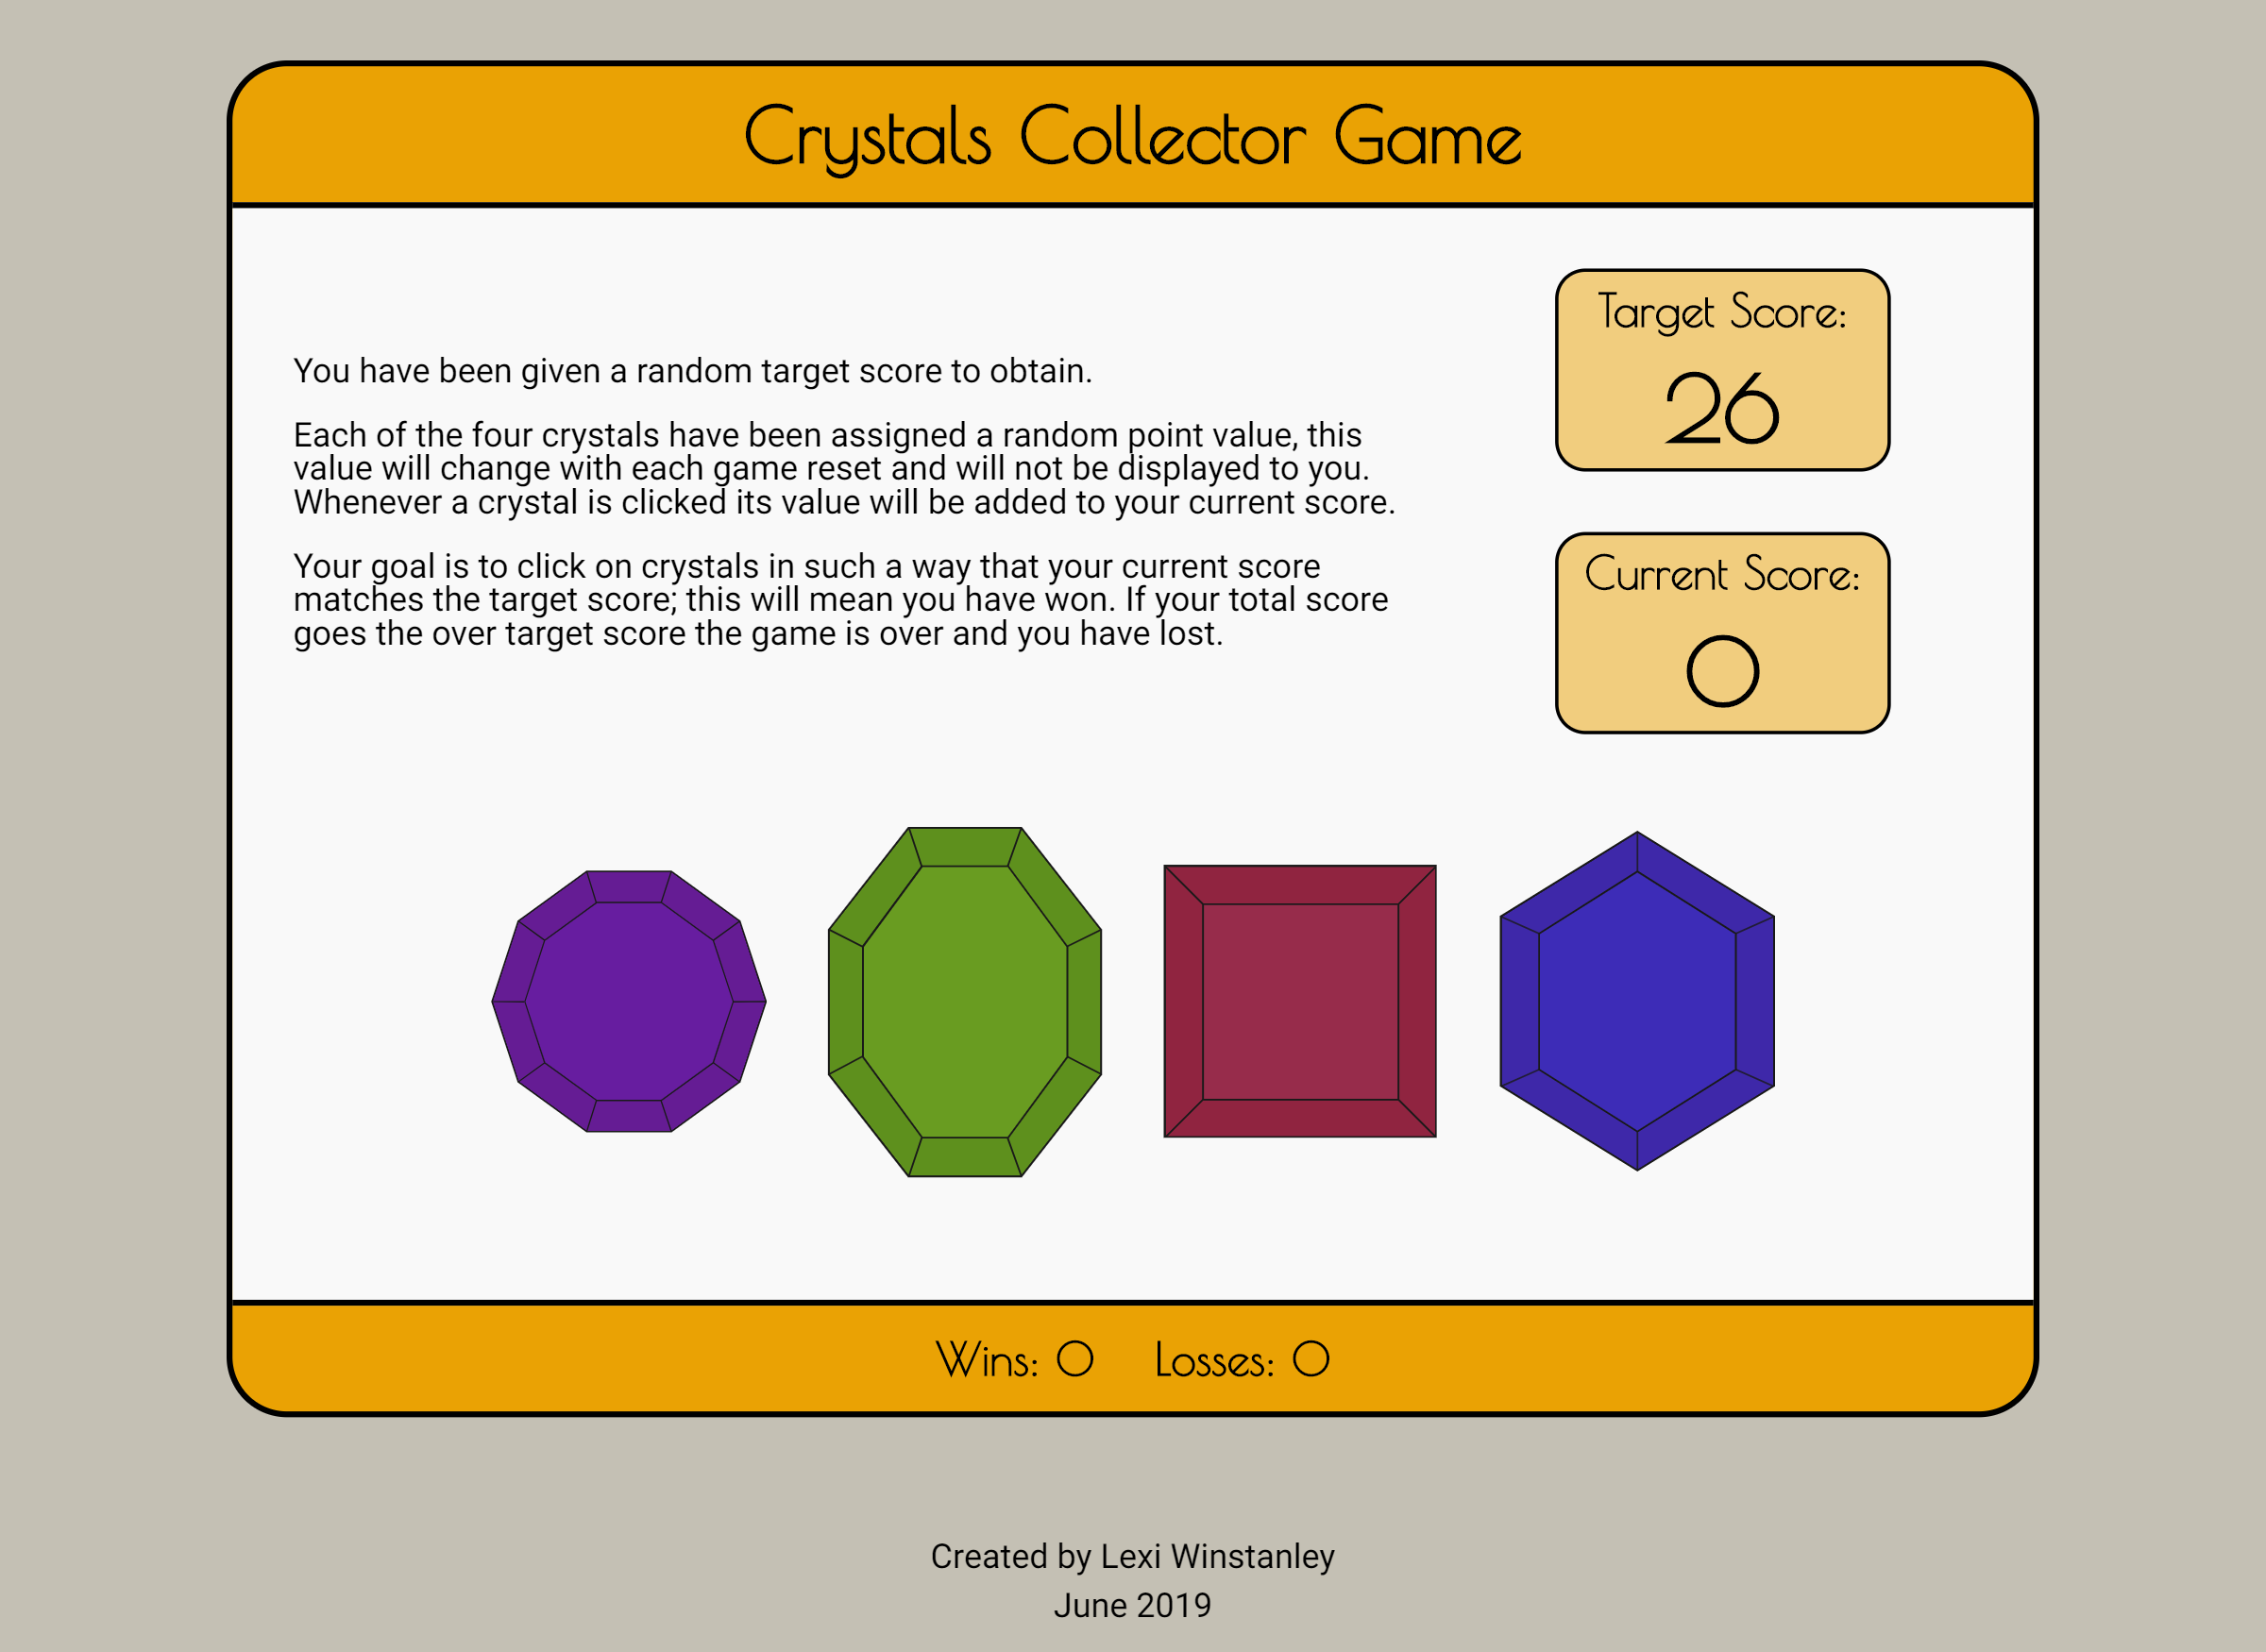 Crystals Collector Game
You have been given a random target score to obtain.
Each of the four crystals have been assigned a random point value, this
value will change with each game reset and will not be displayed to you.
Whenever a crystal is clicked its value will be added to your current score.
Your goal is to click on crystals in such a way that your current score
matches the target score; this will mean you have won. If your total score
goes the over target score the game is over and you have lost.
Target Score:
26
Current Score:
0
Wins: 0 Losses: 0
Created by Lexi Winstanley
June 2019